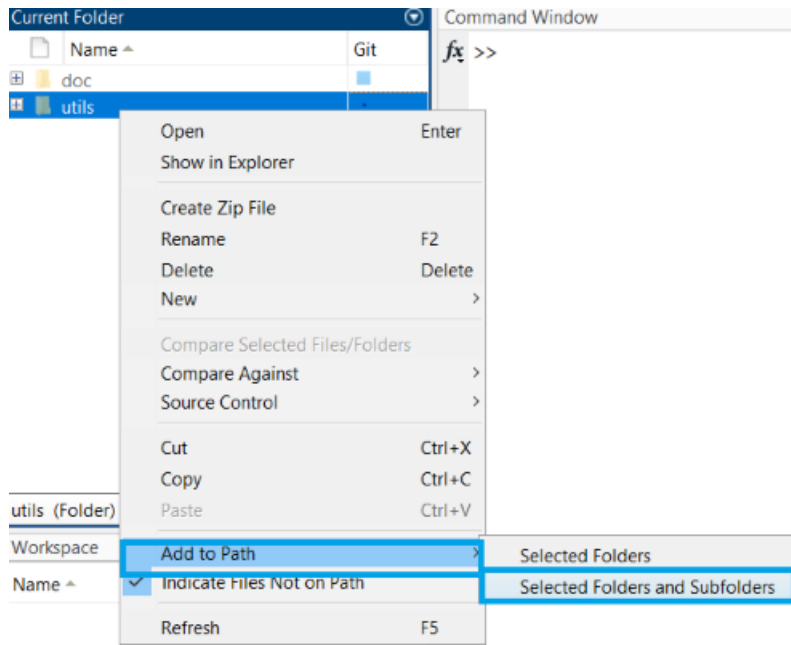 Current Folder
Command Window
Name
Git
fx >>
doc
utils
Open Enter
Show in Explorer
Create Zip File
Rename F2
Delete Delete
New
Compare Selected Files/Folders
Compare Against
Source Control
Cut Ctrl+X
Copy Ctrl+C
Paste Ctrl+V
utils (Folder)
Workspace
Name
Add to Path
Selected Folders
Indicate Files Not on Path
Selected Folders and Subfolders
Refresh F5